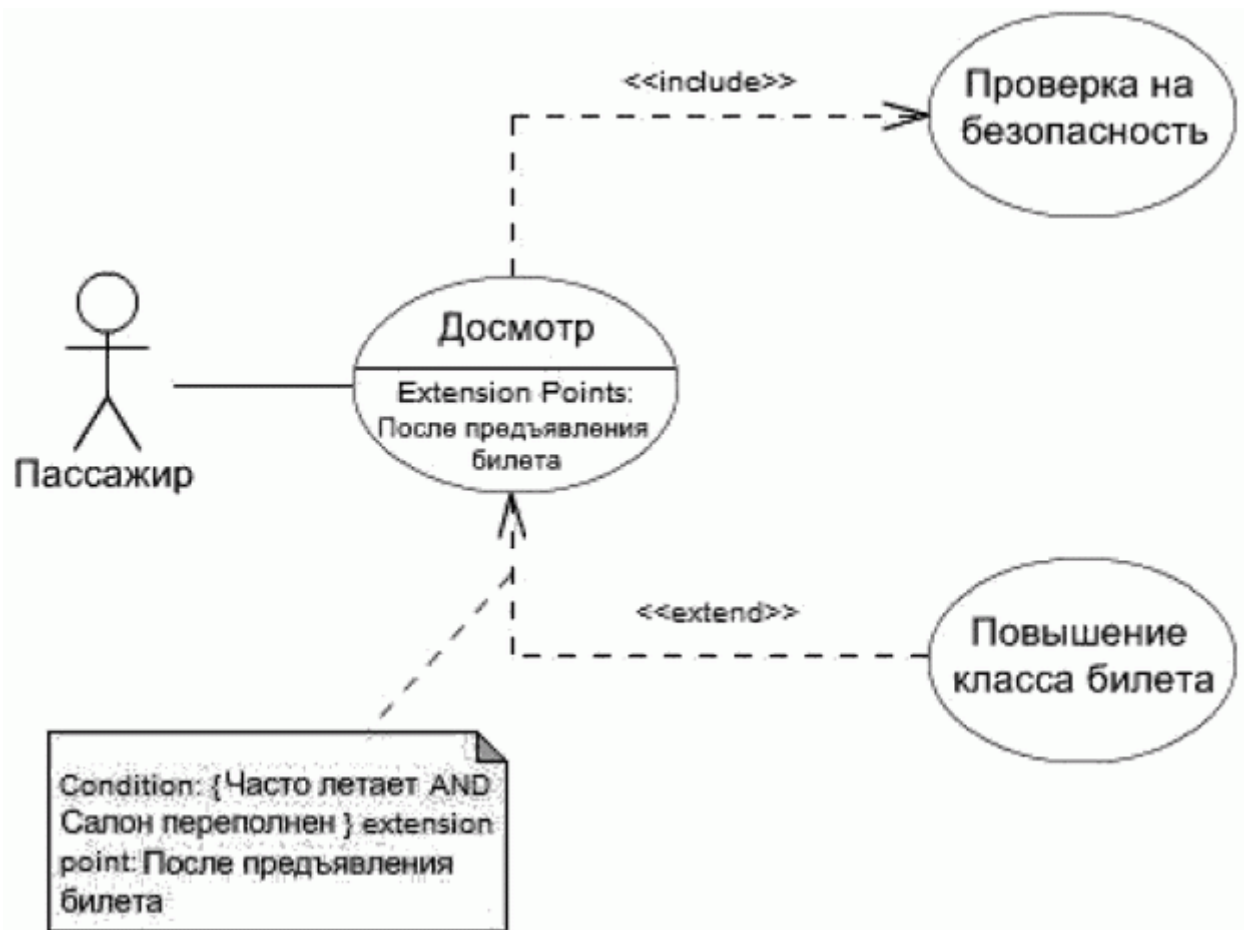 <<include>>
Проверка на
безопасность
Досмотр
Extension Points:
После предъявления
билета
Пассажир
<<extend>>
Повышение
класса билета
Condition: {Часто летает AND
Салон переполнен } extension
point: После предъявления
билета